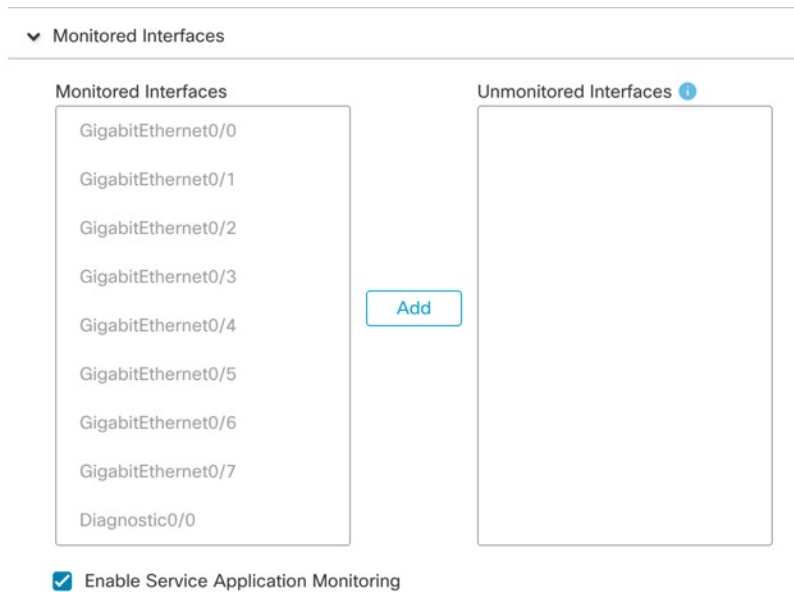 Monitored Interfaces
Monitored Interfaces
GigabitEthernet0/0
GigabitEthernet0/1
GigabitEthernet0/2
GigabitEthernet0/3
GigabitEthernet0/4
GigabitEthernet0/5
GigabitEthernet0/6
GigabitEthernet0/7
Diagnostic0/0
Add
Unmonitored Interfaces i
Enable Service Application Monitoring